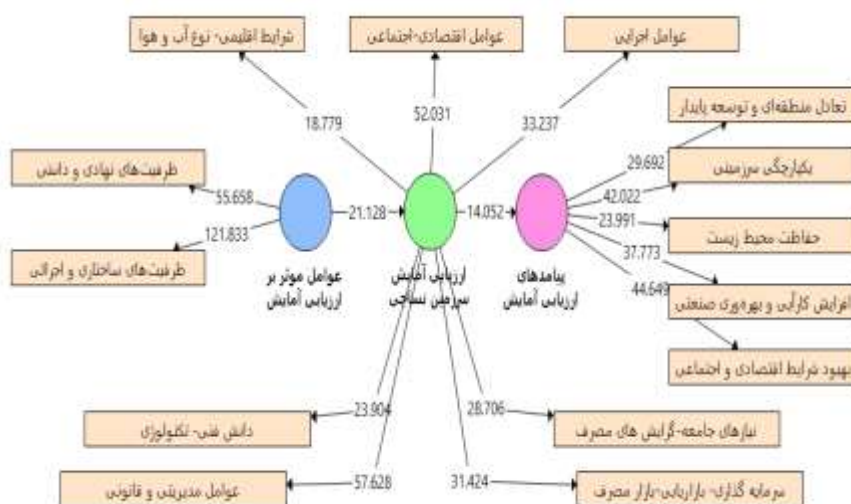 شرایط اقلیمی- نوع آب و هوا
عوامل اقتصادی-اجتماعی
عوامل اجرایی
18.779
52.031
33.237
تعادل منطقه‌ای و توسعه پایدار
یکپارچگی سرزمینی
حفاظت محیط زیست
افزایش کارآیی و بهره‌وری صنعتی
بهبود شرایط اقتصادی و اجتماعی
29.692
42.022
23.991
37.773
44.649
ظرفیت‌های نهادی و دانشی
ظرفیت‌های ساختاری و اجرائی
55.658
121.833
21.128
14.052
عوامل موثر بر
ارزیابی آمایش
ارزیابی آمایش
سرزمین نساجی
پیامدهای
ارزیابی آمایش
23.904
28.706
57.628
31.424
دانش فنی- تکنولوژی
نیازهای جامعه-گرایش های مصرف
عوامل مدیریتی و قانونی
سرمایه گذاری- بازاریابی-بازار مصرف